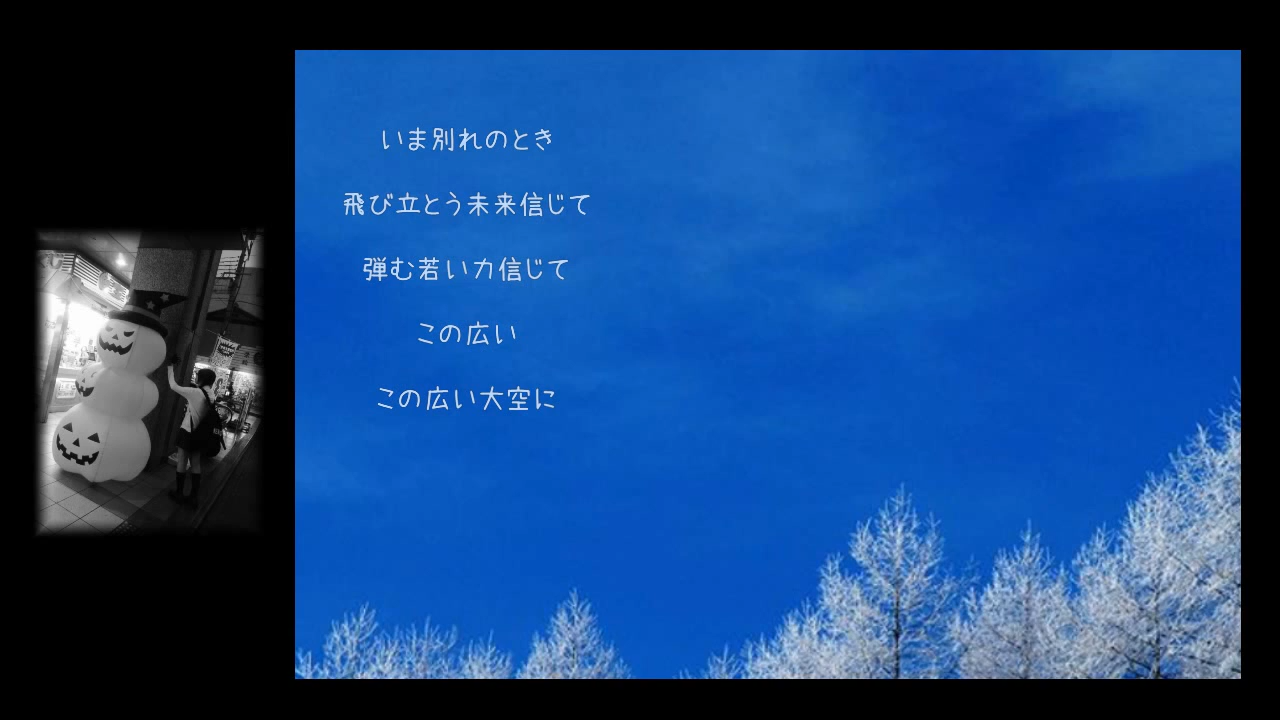 いま別れのとき
飛び立とう未来信じて
弾む若い力信じて
この広い
この広い大空に